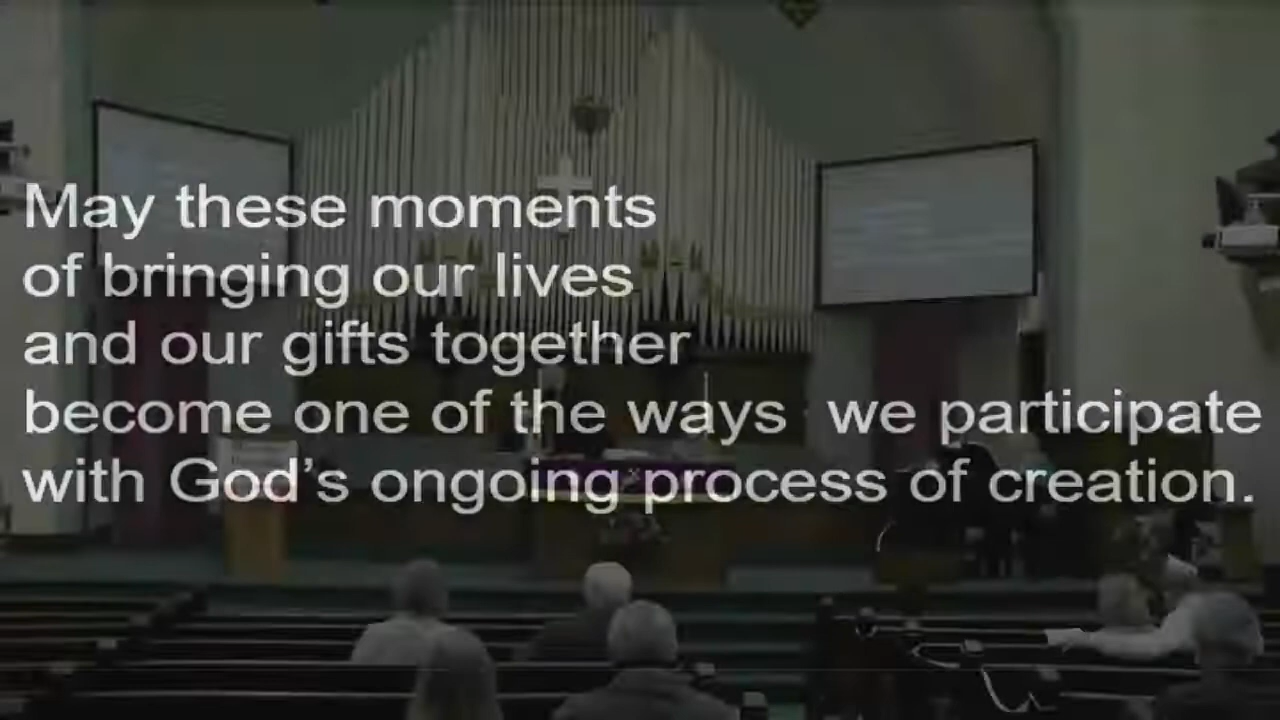 May these moments
of bringing our lives
and our gifts together
become one of the ways we participate
with God’s ongoing process of creation.